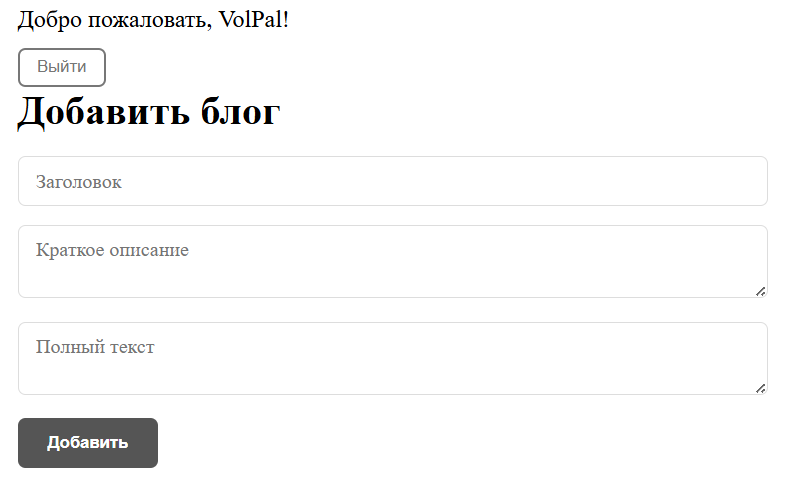 Добро пожаловать, VolPal!
Выйти
Добавить блог
Заголовок
Краткое описание
Полный текст
Добавить